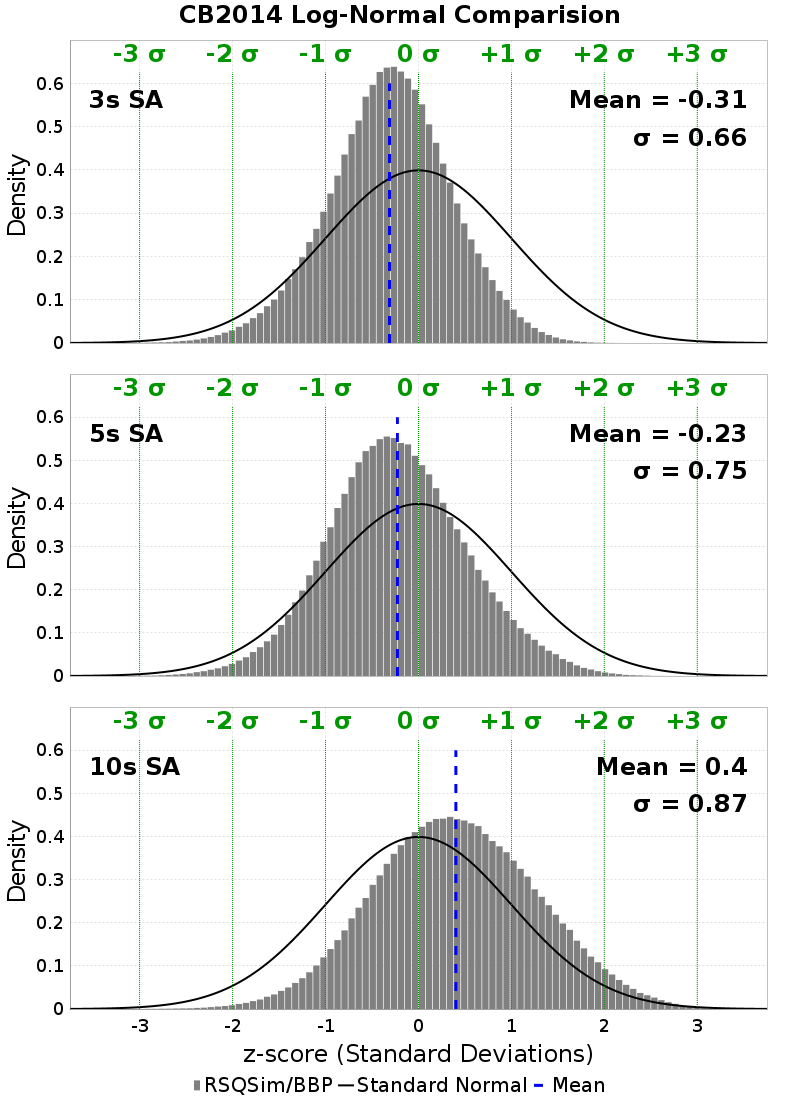 CB2014 Log-Normal Comparision
-3 σ -2 σ -1 σ 0 σ +1 σ +2 σ +3 σ
3s SA
Mean = -0.31
σ = 0.66
Density
0.6
0.5
0.4
0.3
0.2
0.1
0
-3 σ -2 σ -1 σ 0 σ +1 σ +2 σ +3 σ
5s SA
Mean = -0.23
σ = 0.75
Density
0.6
0.5
0.4
0.3
0.2
0.1
0
-3 σ -2 σ -1 σ 0 σ +1 σ +2 σ +3 σ
10s SA
Mean = 0.4
σ = 0.87
Density
0.6
0.5
0.4
0.3
0.2
0.1
0
-3 -2 -1 0 1 2 3
z-score (Standard Deviations)
RSQSim/BBP Standard Normal Mean